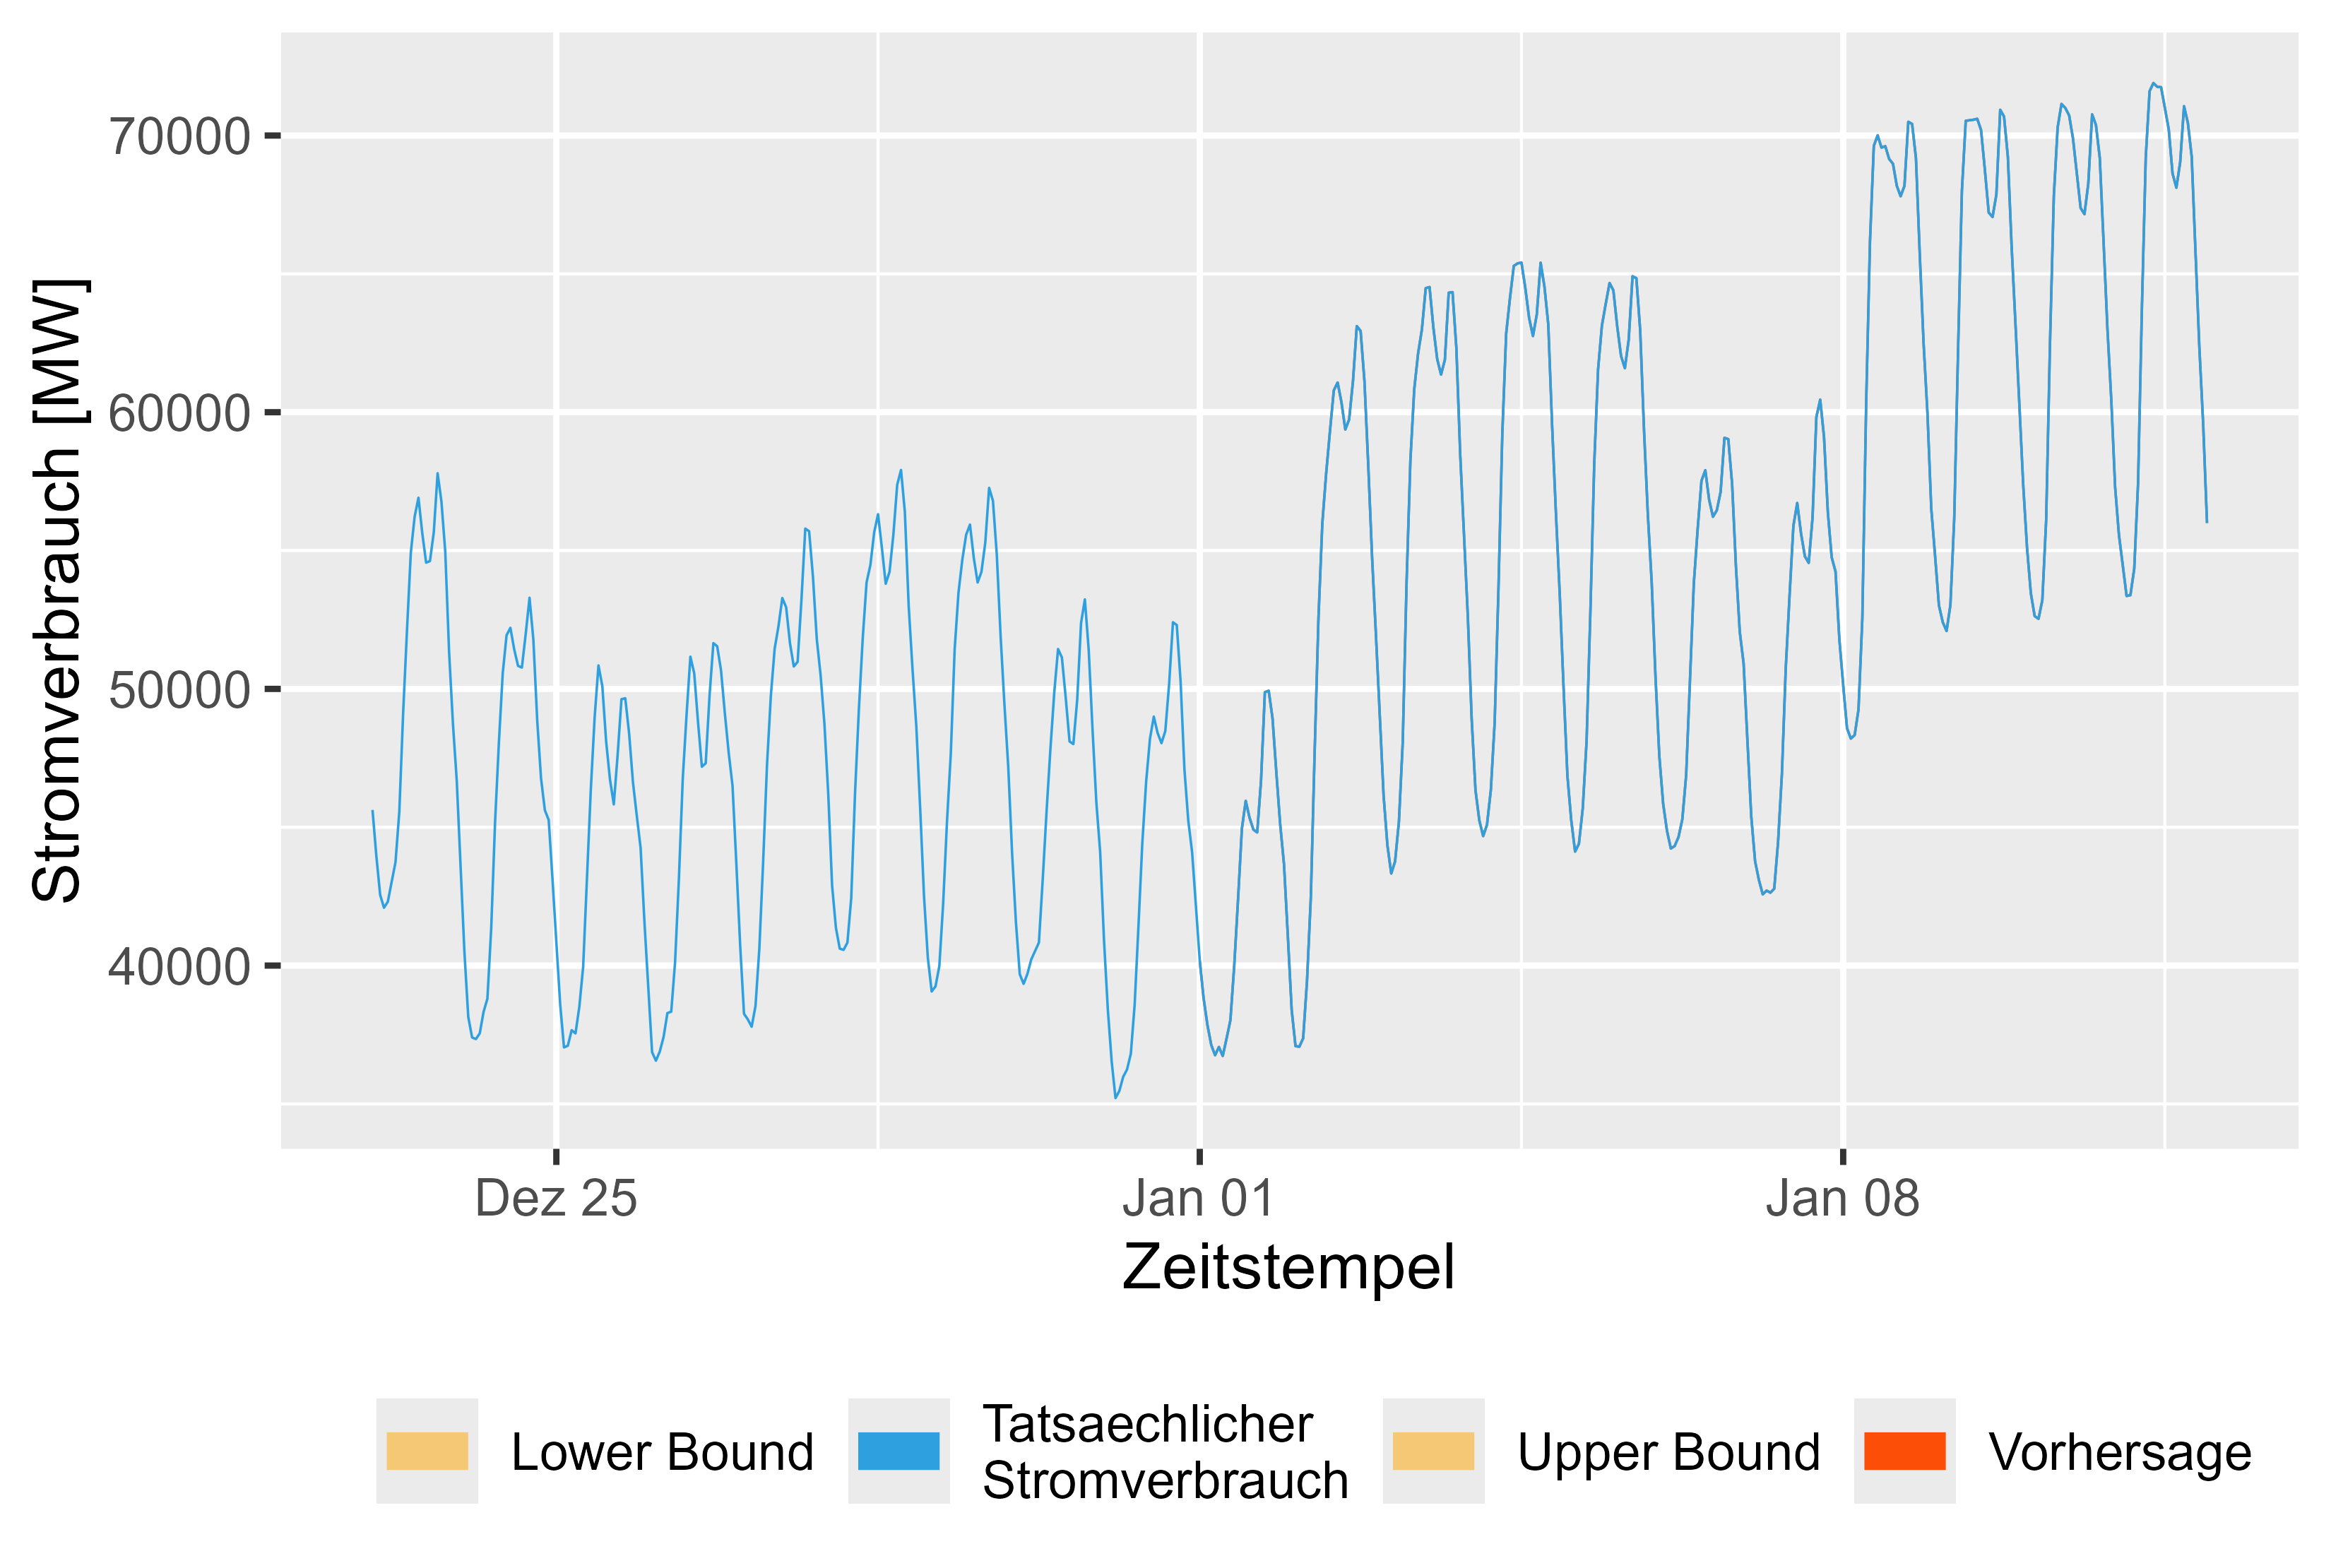 Stromverbrauch [MW]
70000
60000
50000
40000
Dez 25
Jan 01
Jan 08
Zeitstempel
Lower Bound
Tatsaechlicher
Stromverbrauch
Upper Bound
Vorhersage